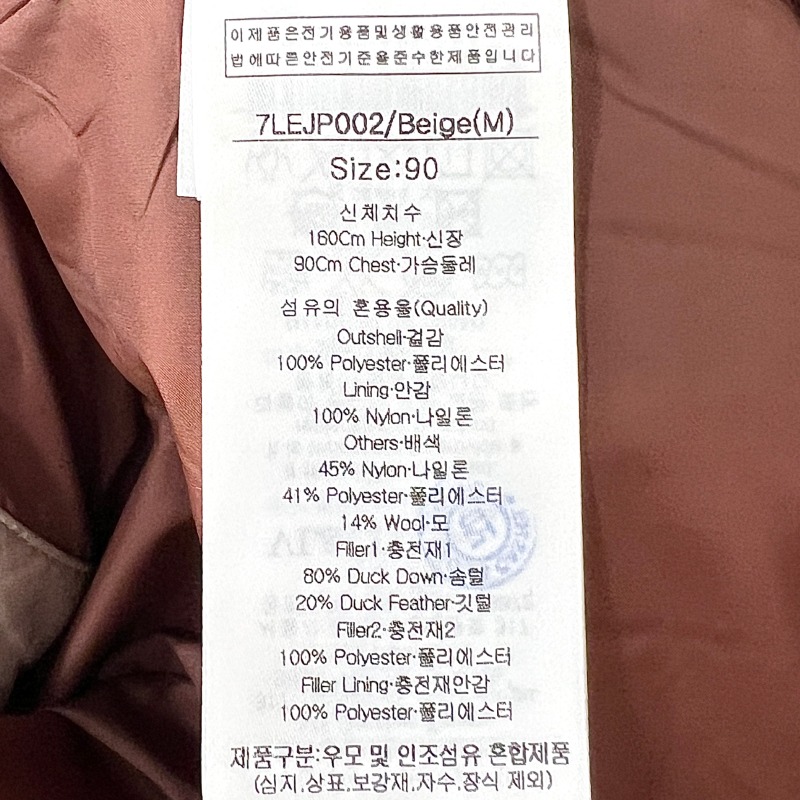 이제품은전기용품및생활용품안전관리
법에따른안전기준을준수한제품입니다
7LEJP002/Beige(M)
Size:90
신체치수
160Cm Height·신장
90Cm Chest·가슴둘레
섬유의 혼용율(Quality)
Outshell·겉감
100% Polyester·폴리에스터
Lining·안감
100% Nylon·나일론
Others·배색
45% Nylon·나일론
41% Polyester·폴리에스터
14% Wool·모
Filler1·충전재1
80% Duck Down·솜털
20% Duck Feather·깃털
Filler2·충전재2
100% Polyester·폴리에스터
Filler Lining·충전재안감
100% Polyester·폴리에스터
제품구분:우모 및 인조섬유 혼합제품
(심지,상표,보강재,자수,장식 제외)